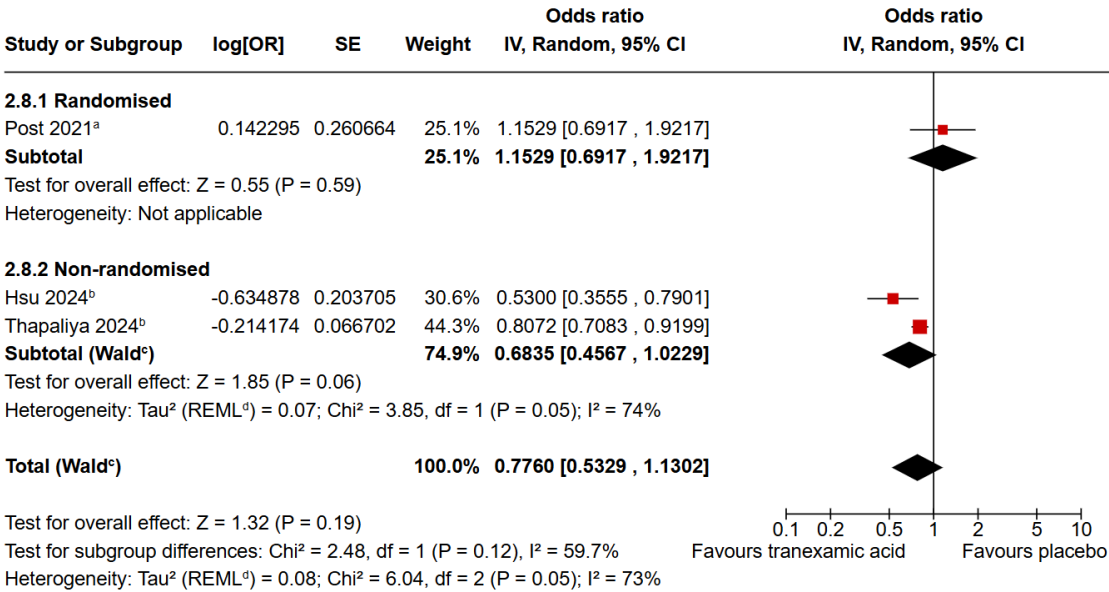 Odds ratio Odds ratio
Study or Subgroup log[OR] SE Weight IV, Random, 95% CI IV, Random, 95% CI
2.8.1 Randomised
Post 2021ᵃ 0.142295 0.260664 25.1% 1.1529 [0.6917 , 1.9217]
Subtotal 25.1% 1.1529 [0.6917 , 1.9217]
Test for overall effect: Z = 0.55 (P = 0.59)
Heterogeneity: Not applicable
2.8.2 Non-randomised
Hsu 2024ᵇ -0.634878 0.203705 30.6% 0.5300 [0.3555 , 0.7901]
Thapaliya 2024ᵇ -0.214174 0.066702 44.3% 0.8072 [0.7083 , 0.9199]
Subtotal (Waldᶜ) 74.9% 0.6835 [0.4567 , 1.0229]
Test for overall effect: Z = 1.85 (P = 0.06)
Heterogeneity: Tau² (REMLᵈ) = 0.07; Chi² = 3.85, df = 1 (P = 0.05); I² = 74%
Total (Waldᶜ) 100.0% 0.7760 [0.5329 , 1.1302]
Test for overall effect: Z = 1.32 (P = 0.19)
0.1 0.2 0.5 1 2 5 10
Test for subgroup differences: Chi² = 2.48, df = 1 (P = 0.12), I² = 59.7%
Favours tranexamic acid Favours placebo
Heterogeneity: Tau² (REMLᵈ) = 0.08; Chi² = 6.04, df = 2 (P = 0.05); I² = 73%